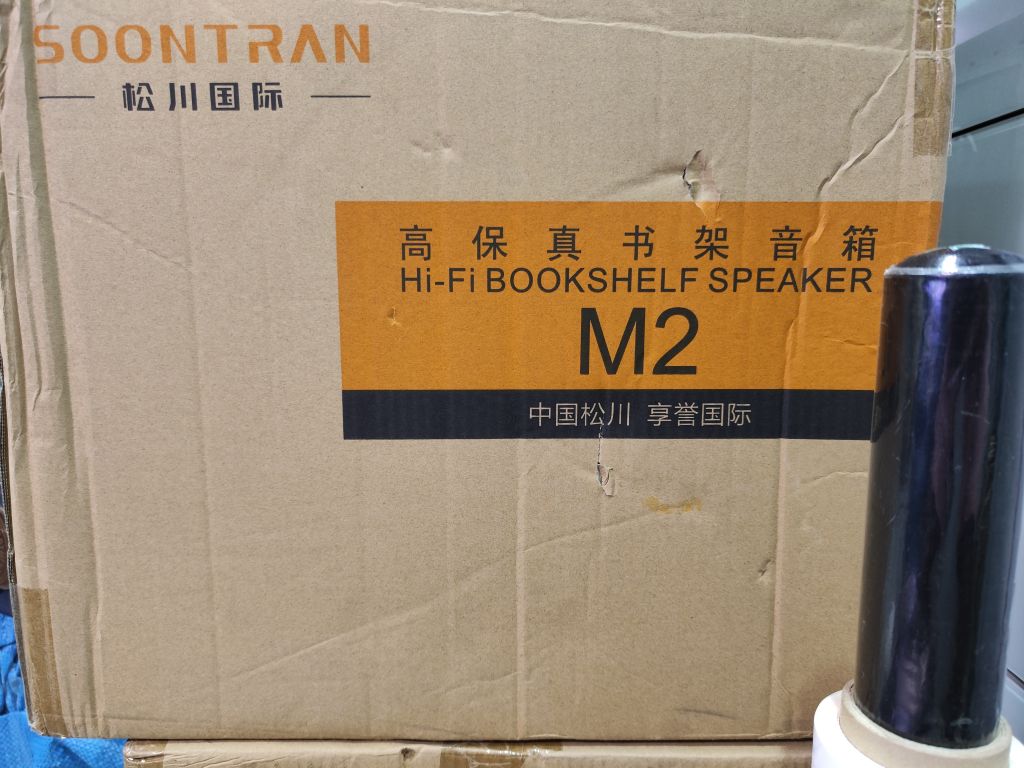 SOONTRAN
松川国际
高保真书架音箱
Hi-Fi BOOKSHELF SPEAKER
M2
中国松川 享誉国际